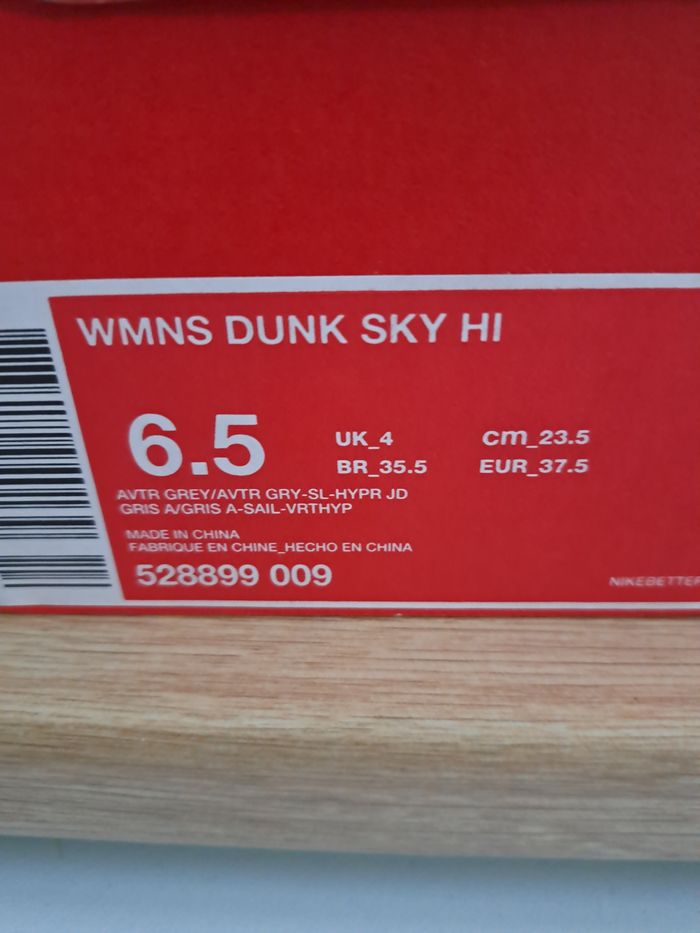 WMNS DUNK SKY HI
6.5 UK_4 cm_23.5
BR_35.5 EUR_37.5
AVTR GREY/AVTR GRY-SL-HYPR JD
GRIS A/GRIS A-SAIL-VRTHYP
MADE IN CHINA
FABRIQUE EN CHINE_HECHO EN CHINA
528899 009